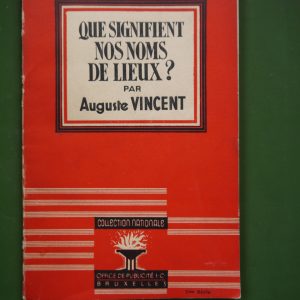 QUE SIGNIFIENT
NOS NOMS
DE LIEUX?
PAR
Auguste VINCENT
COLLECTION NATIONALE
OFFICE DE PUBLICITÉ S.C.
BRUXELLES